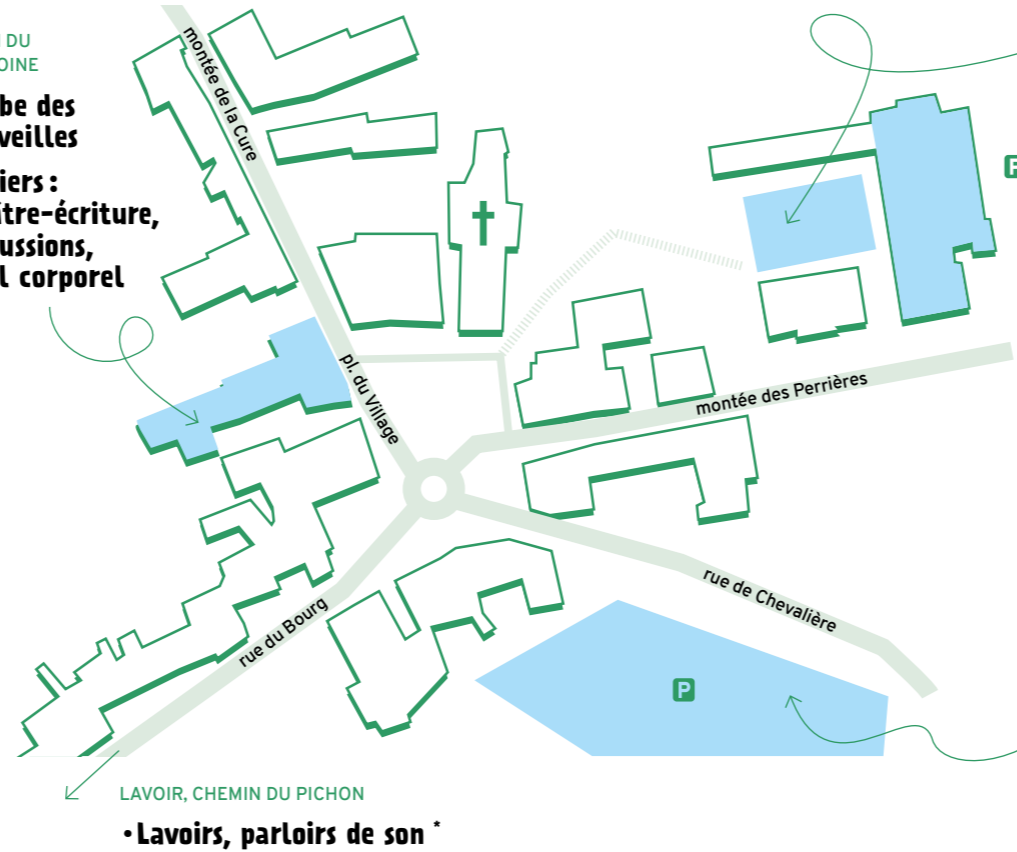 DU
OINE
be des
veilles
iers :
tre-écriture,
ussions,
l corporel
montée de la Cure
pl. du Village
montée des Perrières
rue de Chevalière
rue du Bourg
P
P
LAVOIR, CHEMIN DU PICHON
• Lavoirs, parloirs de son *